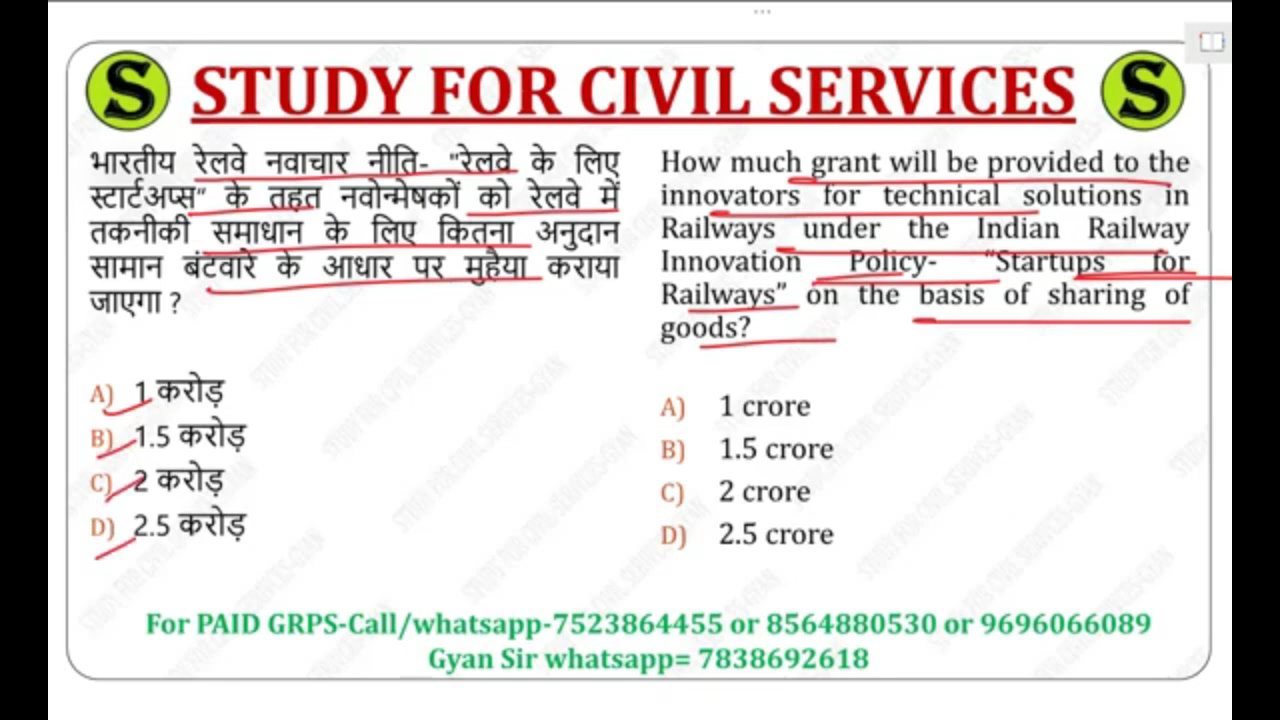 S STUDY FOR CIVIL SERVICES S
भारतीय रेलवे नवाचार नीति- "रेलवे के लिए
स्टार्टअप्स" के तहत नवोन्मेषकों को रेलवे में
तकनीकी समाधान के लिए कितना अनुदान
सामान बंटवारे के आधार पर मुहैया कराया
जाएगा ?
A) 1 करोड़
B) 1.5 करोड़
C) 2 करोड़
D) 2.5 करोड़
How much grant will be provided to the
innovators for technical solutions in
Railways under the Indian Railway
Innovation Policy- "Startups for
Railways" on the basis of sharing of
goods?
A) 1 crore
B) 1.5 crore
C) 2 crore
D) 2.5 crore
For PAID GRPS-Call/whatsapp-7523864455 or 8564880530 or 9696066089
Gyan Sir whatsapp= 7838692618